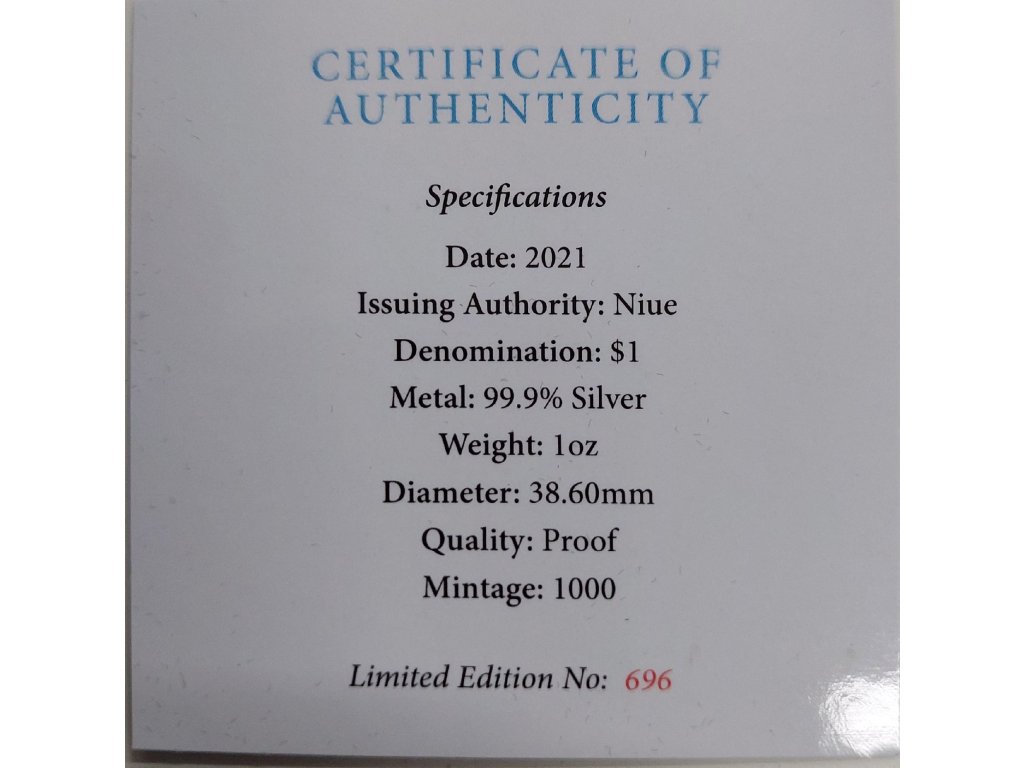 CERTIFICATE OF
AUTHENTICITY
Specifications
Date: 2021
Issuing Authority: Niue
Denomination: $1
Metal: 99.9% Silver
Weight: 1oz
Diameter: 38.60mm
Quality: Proof
Mintage: 1000
Limited Edition No: 696